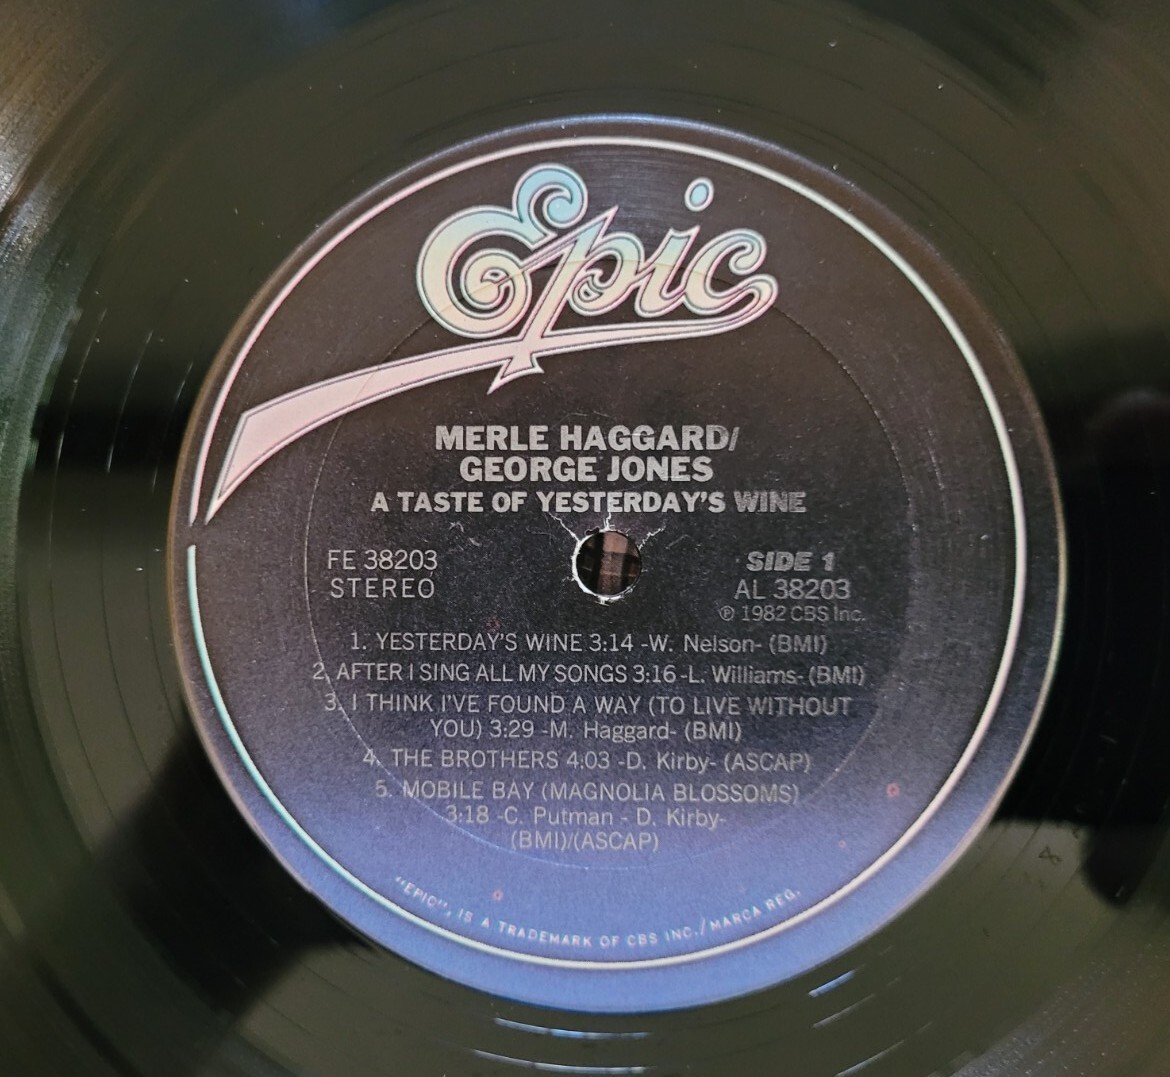 Epic
MERLE HAGGARD/
GEORGE JONES
A TASTE OF YESTERDAY'S WINE
FE 38203
STEREO
SIDE 1
AL 38203
℗ 1982 CBS Inc.
1. YESTERDAY'S WINE 3:14 -W. Nelson- (BMI)
2. AFTER I SING ALL MY SONGS 3:16 -L. Williams- (BMI)
3. I THINK I'VE FOUND A WAY (TO LIVE WITHOUT
YOU) 3:29 -M. Haggard- (BMI)
4. THE BROTHERS 4:03 -D. Kirby- (ASCAP)
5. MOBILE BAY (MAGNOLIA BLOSSOMS)
3:18 -C. Putman - D. Kirby-
(BMI)/(ASCAP)
"EPIC", IS A TRADEMARK OF CBS INC./MARCA REG.